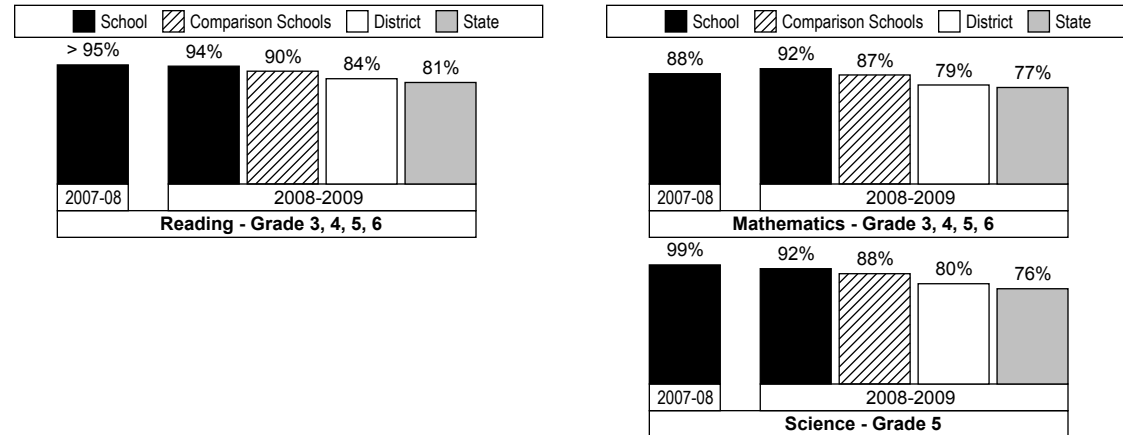 School Comparison Schools District State
> 95% 94% 90% 84% 81%
2007-08 2008-2009
Reading - Grade 3, 4, 5, 6
School Comparison Schools District State
88% 92% 87% 79% 77%
2007-08 2008-2009
Mathematics - Grade 3, 4, 5, 6
99% 92% 88% 80% 76%
2007-08 2008-2009
Science - Grade 5